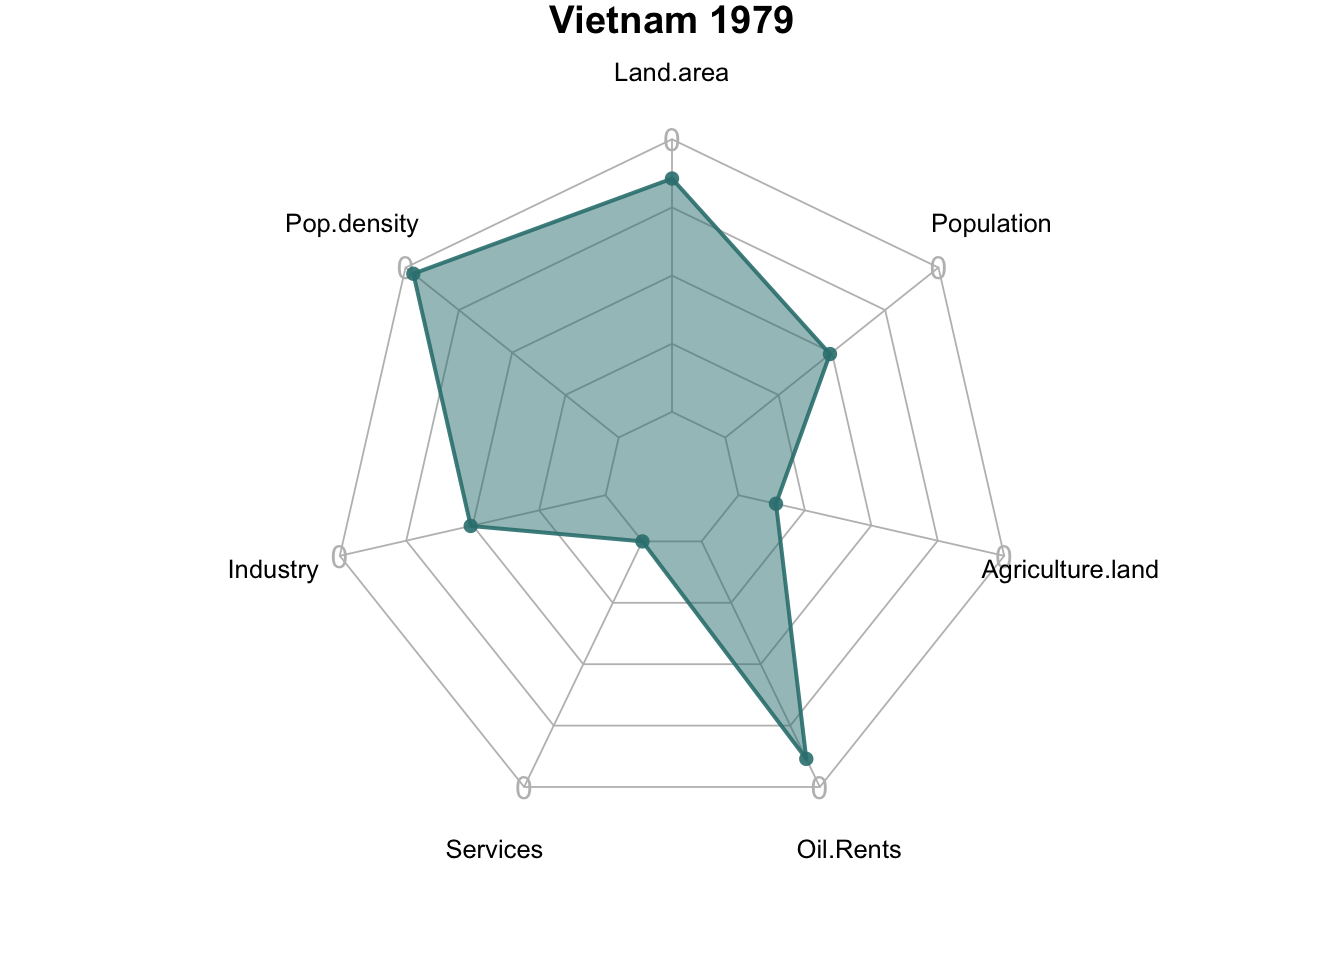 Vietnam 1979
Land.area
0
Pop.density
Population
0
0
Industry
0
0
Agriculture.land
0
0
Services
Oil.Rents